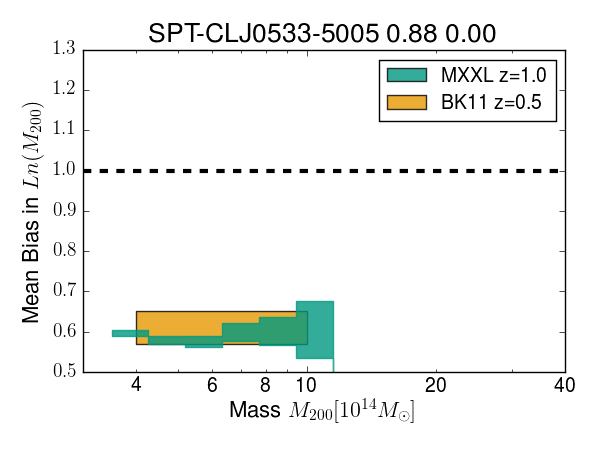 SPT-CLJ0533-5005 0.88 0.00
MXXL z=1.0
BK11 z=0.5
Mean Bias in Ln(M₂₀₀)
1.3
1.2
1.1
1.0
0.9
0.8
0.7
0.6
0.5
4 6 8 10 20 40
Mass M₂₀₀[10¹⁴M☉]